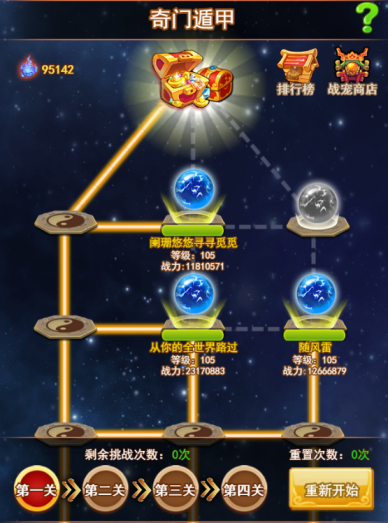 奇门遁甲
?
95142
排行榜
战宠商店
阑珊悠悠寻寻觅觅
等级：105
战力:11810571
从你的全世界路过
等级：105
战力:23170883
随风雷
等级：105
战力:12666879
剩余挑战次数：0次
重置次数：0次
第一关
第二关
第三关
第四关
重新开始